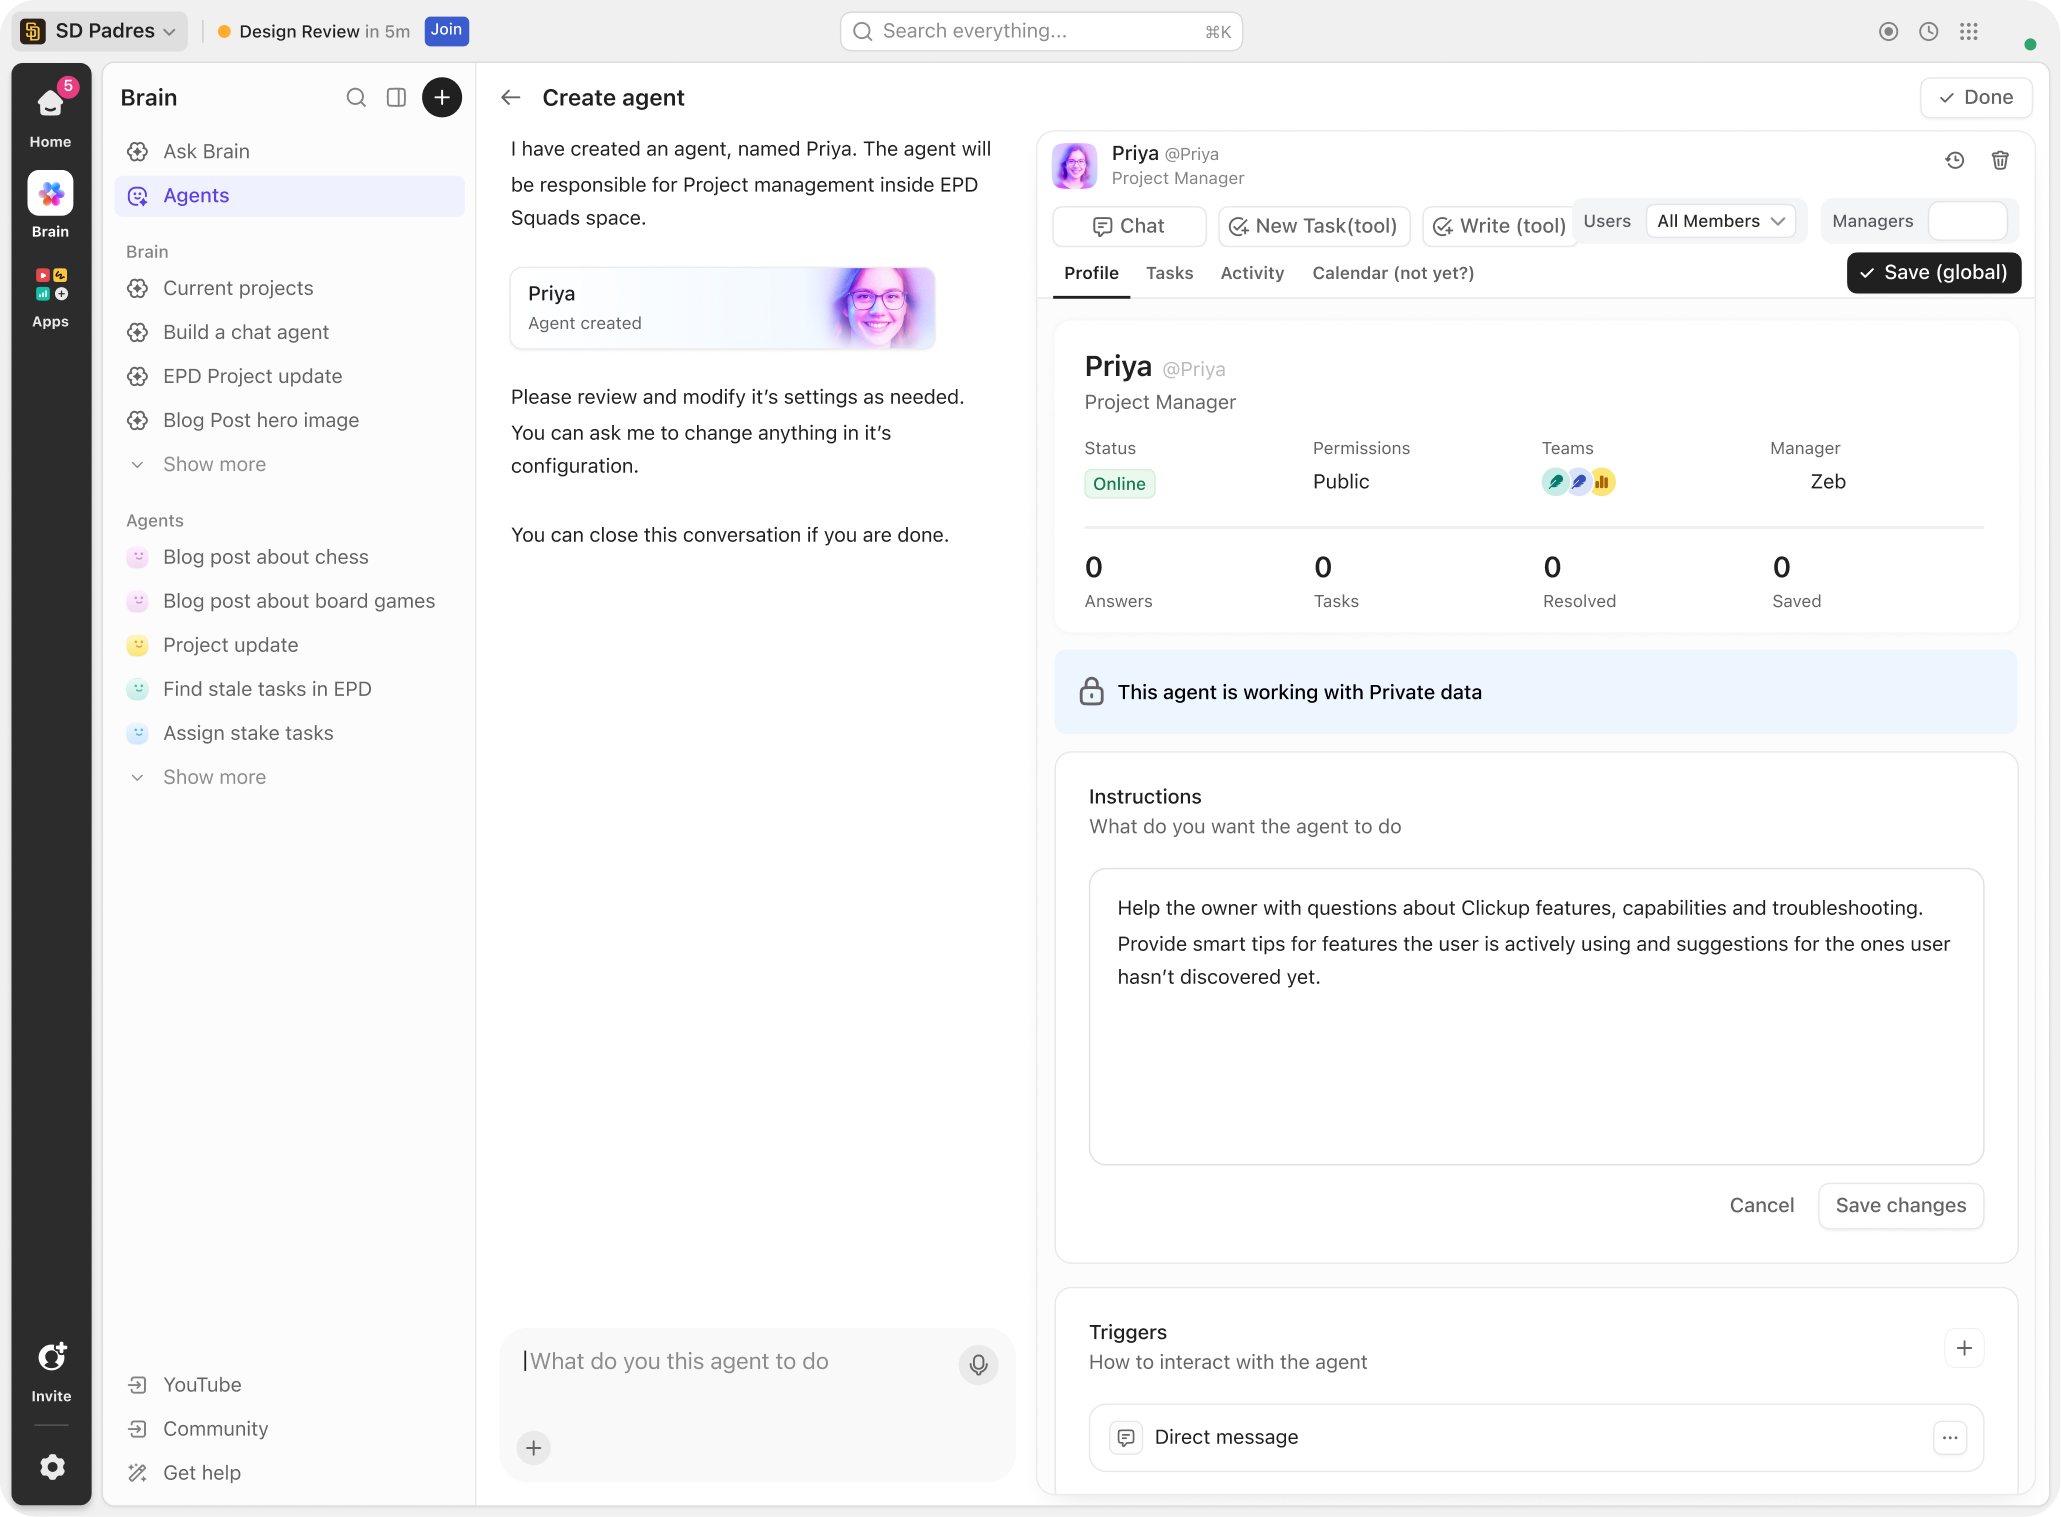 SD Padres
Design Review in 5m
Join
Search everything...
⌘K
5
Home
Brain
Apps
Invite
Brain
Ask Brain
Agents
Brain
Current projects
Build a chat agent
EPD Project update
Blog Post hero image
Show more
Agents
Blog post about chess
Blog post about board games
Project update
Find stale tasks in EPD
Assign stake tasks
Show more
YouTube
Community
Get help
Create agent
Done
I have created an agent, named Priya. The agent will
be responsible for Project management inside EPD
Squads space.
Priya
Agent created
Please review and modify it’s settings as needed.
You can ask me to change anything in it’s
configuration.
You can close this conversation if you are done.
What do you this agent to do
Priya @Priya
Project Manager
Chat
New Task(tool)
Write (tool)
Users
All Members
Managers
Profile
Tasks
Activity
Calendar (not yet?)
Save (global)
Priya @Priya
Project Manager
Status
Permissions
Teams
Manager
Online
Public
Zeb
0
0
0
0
Answers
Tasks
Resolved
Saved
This agent is working with Private data
Instructions
What do you want the agent to do
Help the owner with questions about Clickup features, capabilities and troubleshooting.
Provide smart tips for features the user is actively using and suggestions for the ones user
hasn’t discovered yet.
Cancel
Save changes
Triggers
How to interact with the agent
Direct message